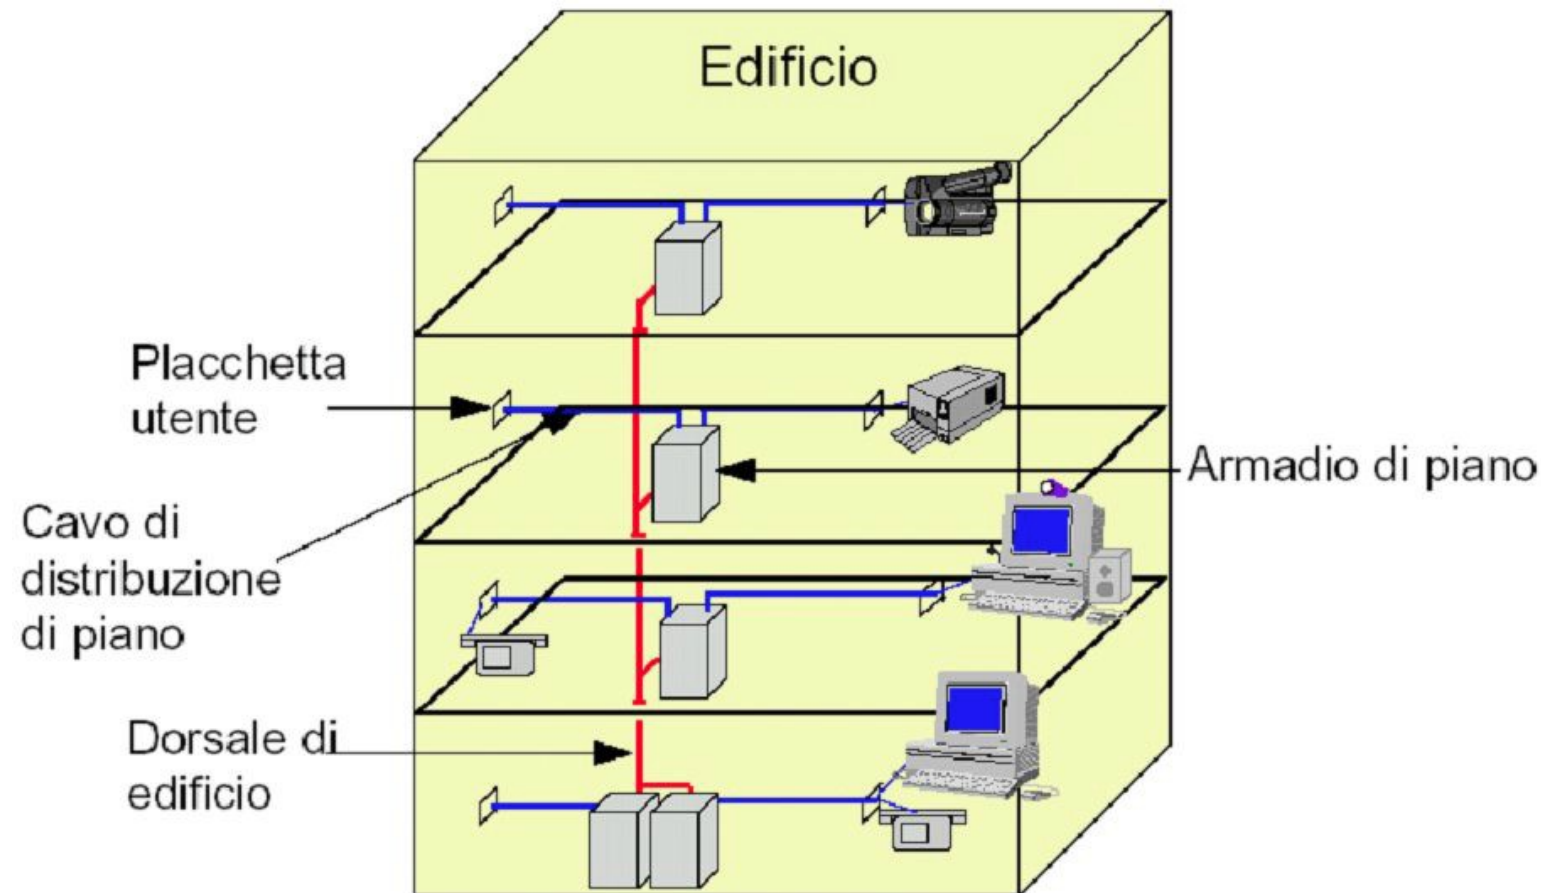 Edificio
Placchetta
utente
Armadio di piano
Cavo di
distribuzione
di piano
Dorsale di
edificio